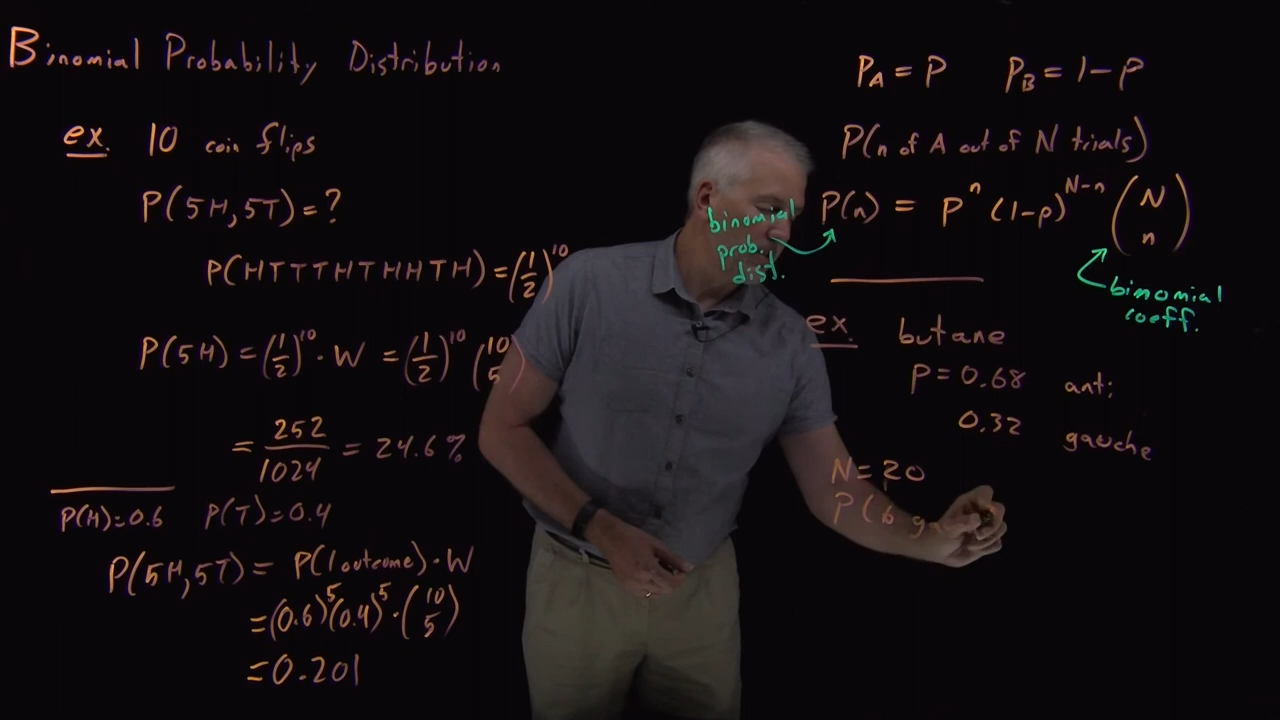 Binomial Probability Distribution
ex. 10 coin flips
P(5H,5T)=?
P(HTTTHTHHTH)=(1/2)^10
P(5H)=(1/2)^10 · W =(1/2)^10 (10 5)
= 252/1024 = 24.6%
P(H)=0.6 P(T)=0.4
P(5H,5T)= P(1 outcome)·W
=(0.6)^5(0.4)^5·(10 5)
=0.201
P_A = P P_B = 1-P
P(n of A out of N trials)
P(n) = P^n (1-p)^N-n (N n)
binomial
prob.
dist.
binomial
coeff.
ex. butane
P=0.68 anti
0.32 gauche
N=20
P(6